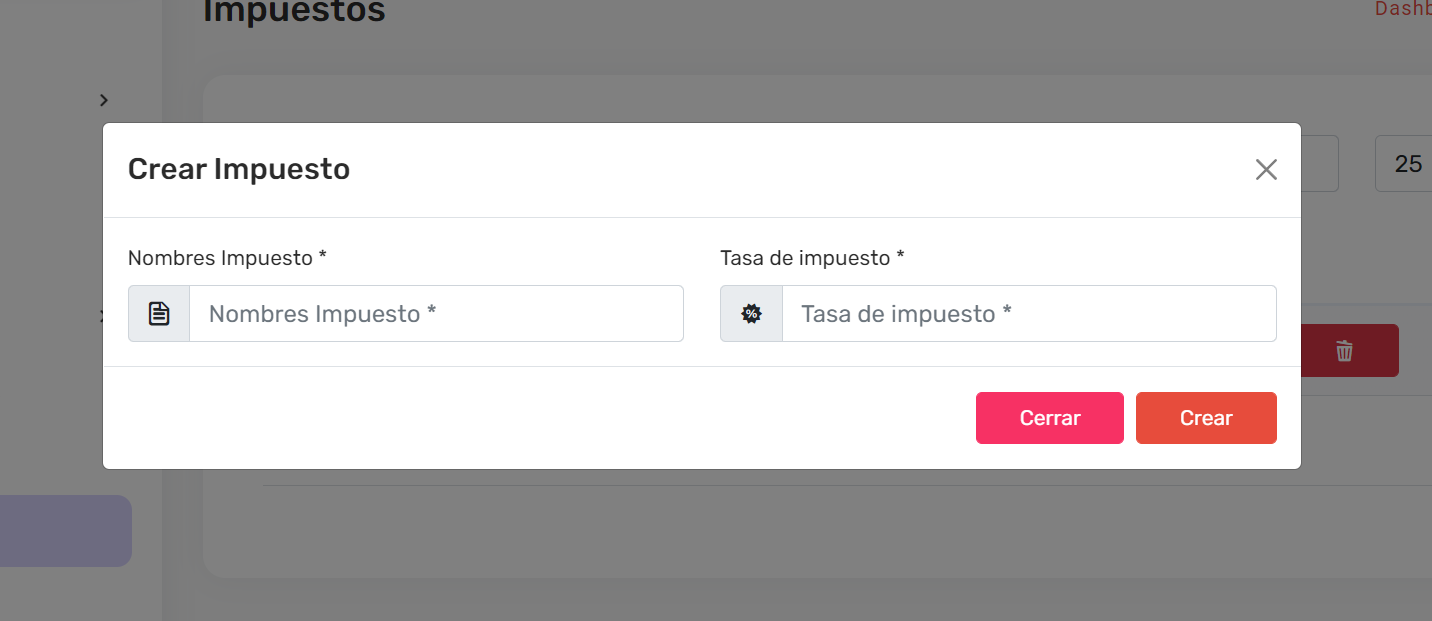 Impuestos
Dashb
Crear Impuesto
25
Nombres Impuesto *
Tasa de impuesto *
Nombres Impuesto *
Tasa de impuesto *
Cerrar
Crear